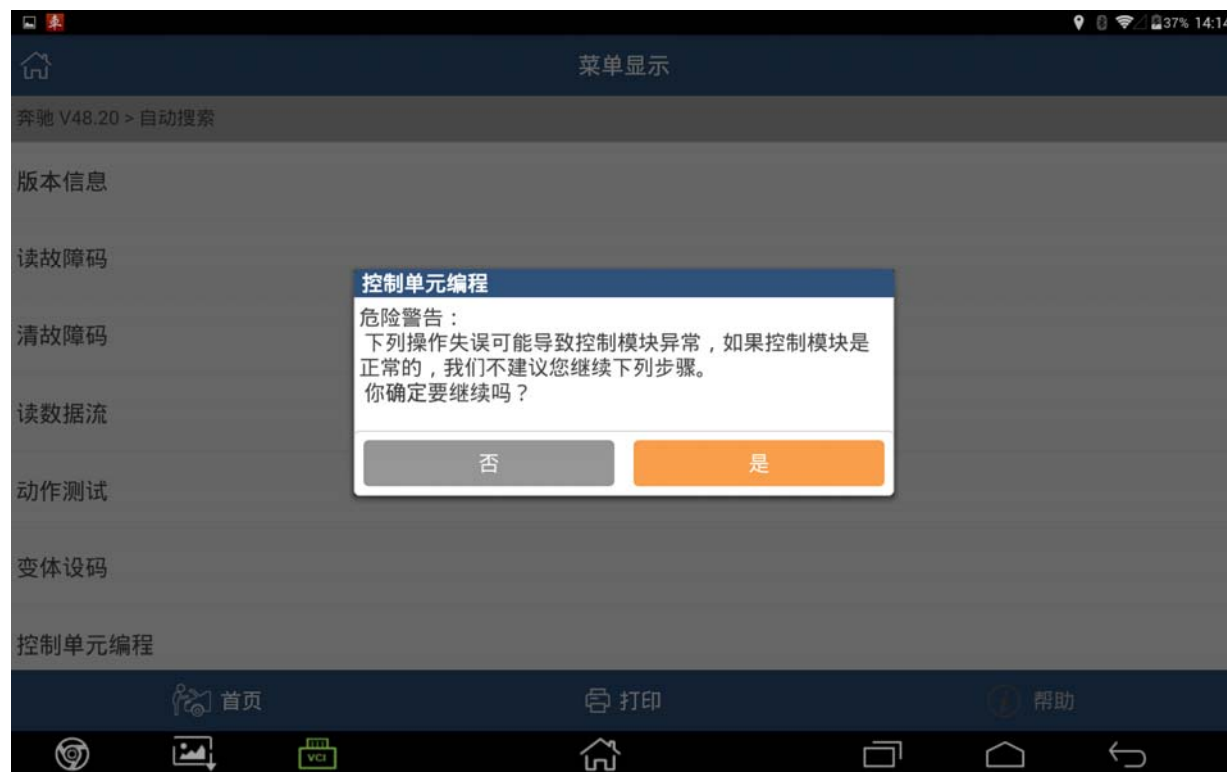 车
37% 14:14
菜单显示
奔驰 V48.20 > 自动搜索
版本信息
读故障码
清故障码
读数据流
动作测试
变体设码
控制单元编程
控制单元编程
危险警告：
下列操作失误可能导致控制模块异常，如果控制模块是
正常的，我们不建议您继续下列步骤。
你确定要继续吗？
否
是
首页
打印
帮助
VCI